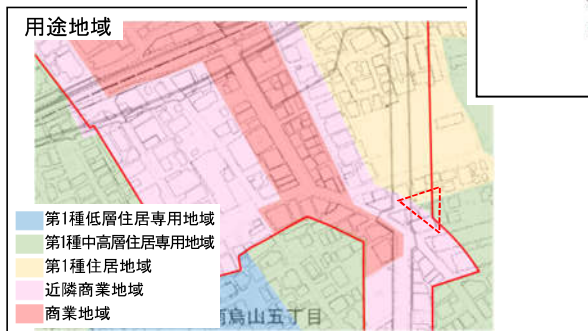 用途地域
第1種低層住居専用地域
第1種中高層住居専用地域
第1種住居地域
近隣商業地域
商業地域
烏山五丁目